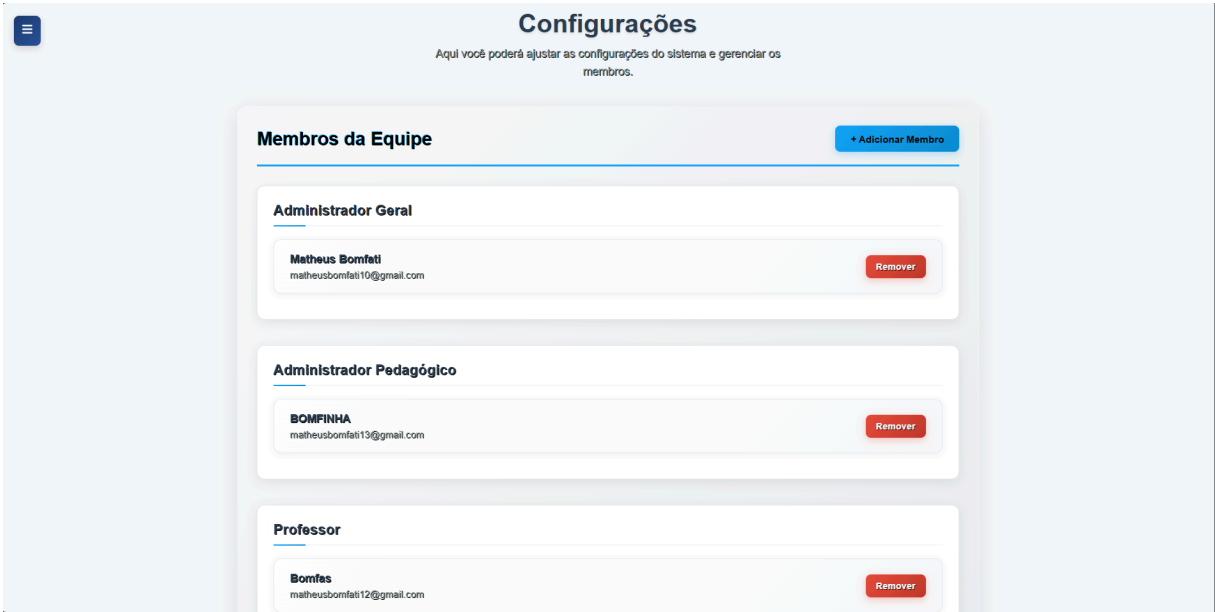 Configurações
Aqui você poderá ajustar as configurações do sistema e gerenciar os
membros.
Membros da Equipe
+ Adicionar Membro
Administrador Geral
Matheus Bomfati
matheusbomfati10@gmail.com
Remover
Administrador Pedagógico
BOMFINHA
matheusbomfati13@gmail.com
Remover
Professor
Bomfas
matheusbomfati12@gmail.com
Remover